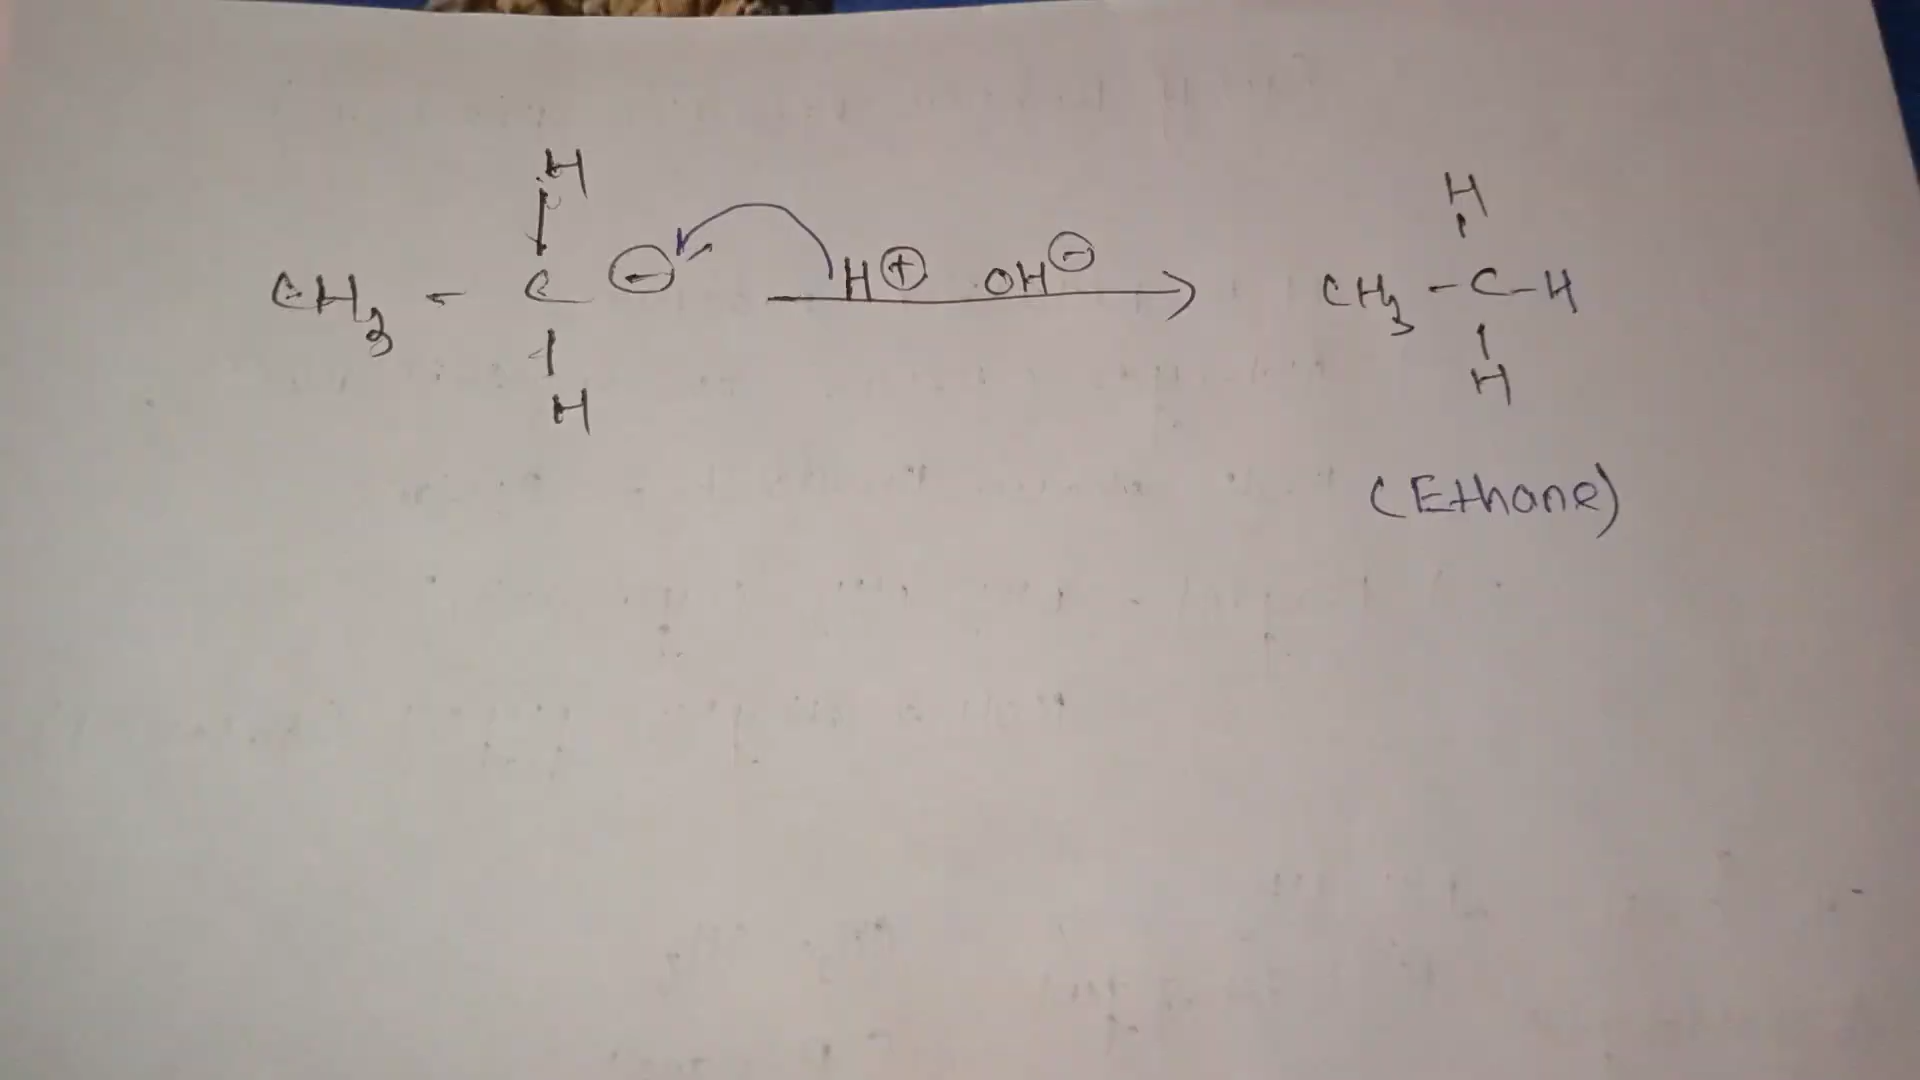 H H
CH₃ - C ⊖ H⊕ OH⊖ → CH₃ - C - H
H H
(Ethane)